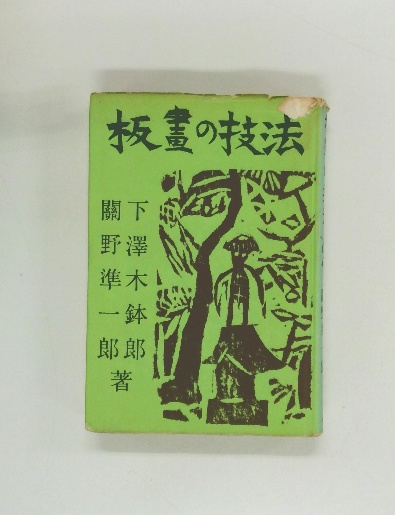 板畫の技法
下澤木鉢郎
關野準一郎
著